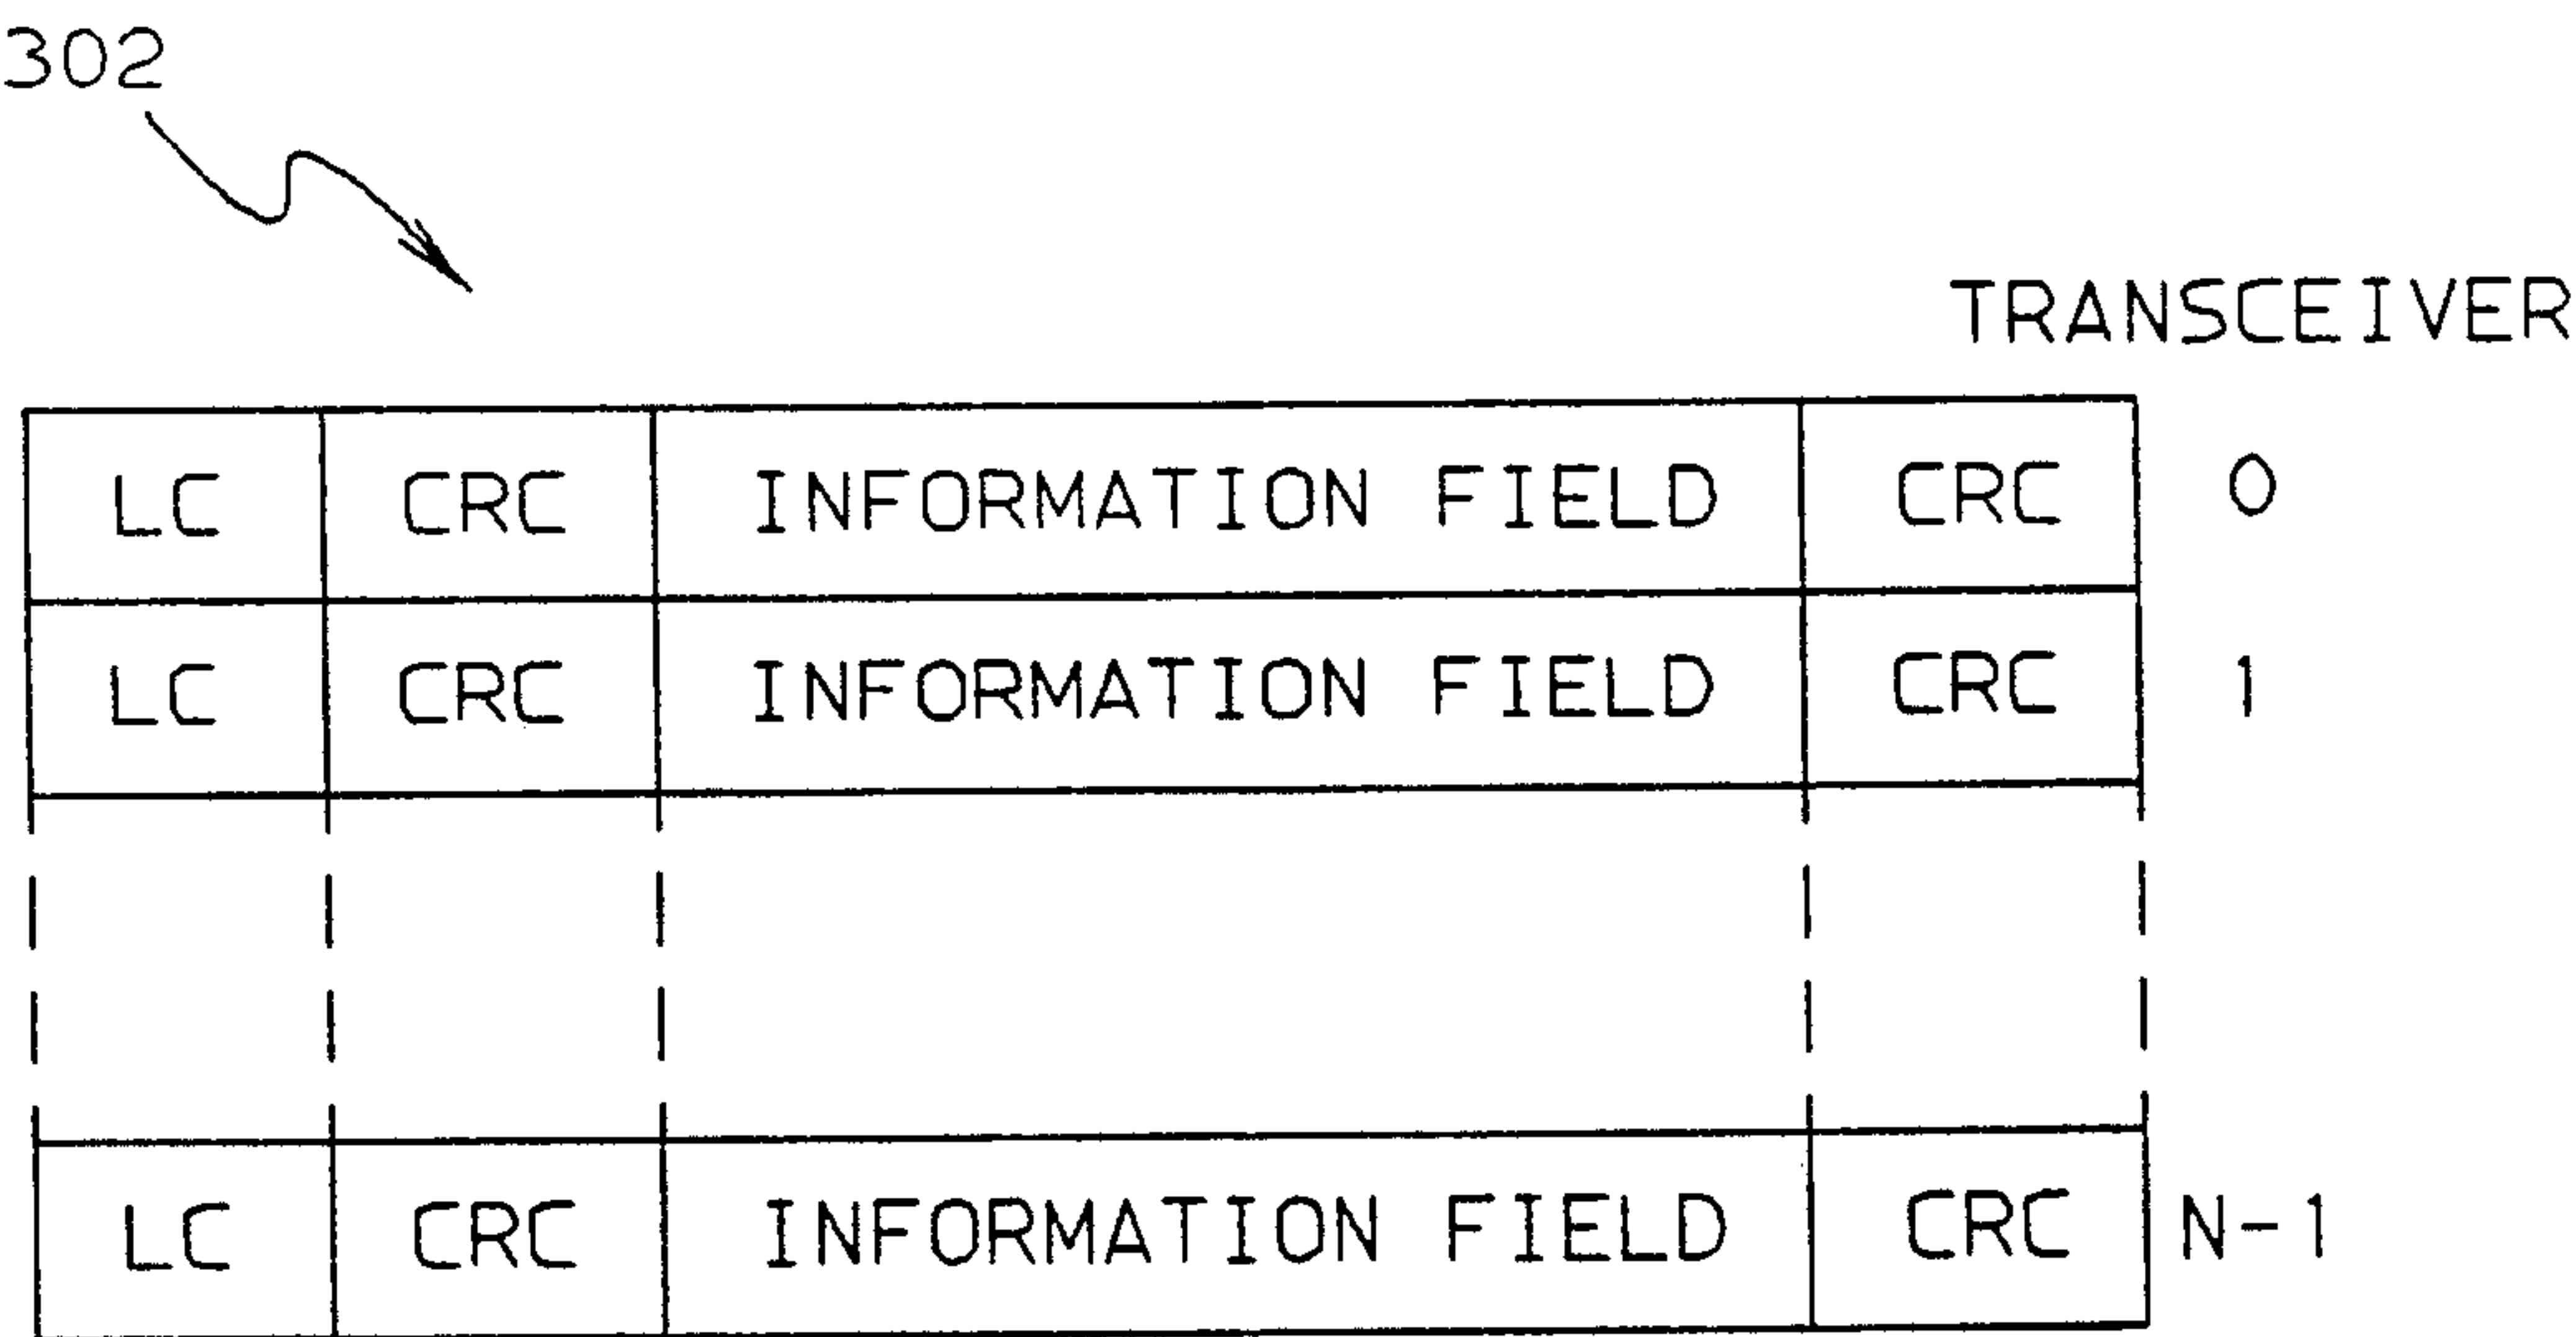 302
TRANSCEIVER
LC CRC INFORMATION FIELD CRC 0
LC CRC INFORMATION FIELD CRC 1
LC CRC INFORMATION FIELD CRC N-1